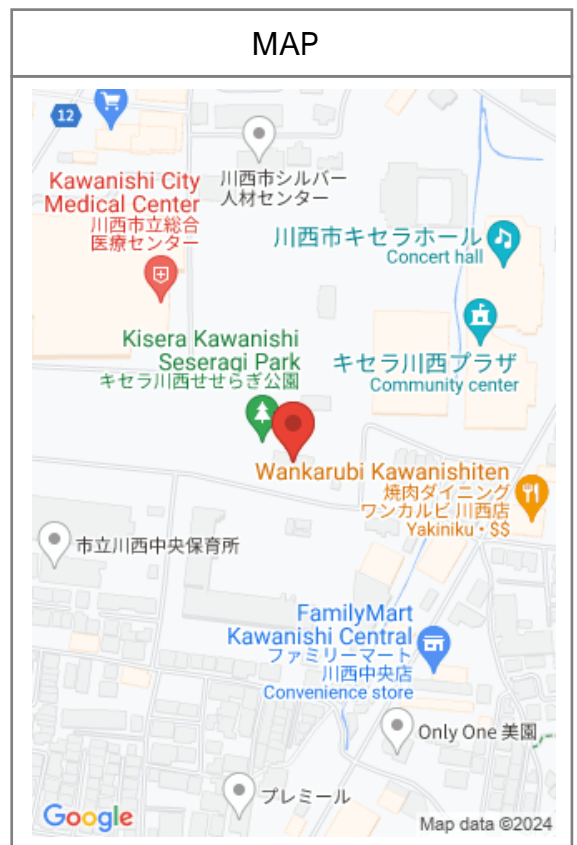 MAP
12
川西市シルバー
人材センター
Kawanishi City
Medical Center
川西市立総合
医療センター
川西市キセラホール
Concert hall
Kisera Kawanishi
Seseragi Park
キセラ川西せせらぎ公園
キセラ川西プラザ
Community center
Wankarubi Kawanishiten
焼肉ダイニング
ワンカルビ 川西店
Yakiniku • $$
市立川西中央保育所
FamilyMart
Kawanishi Central
ファミリーマート
川西中央店
Convenience store
Only One 美園
プレミール
Google
Map data ©2024